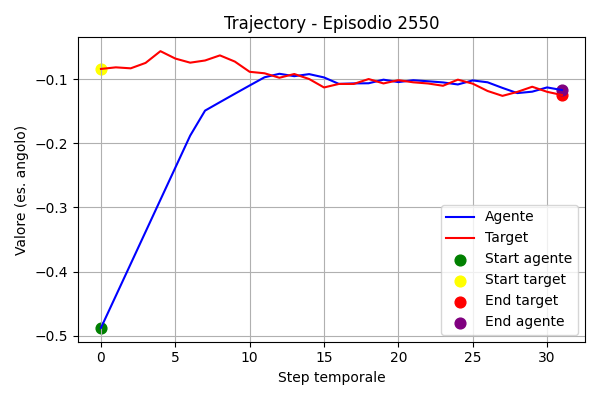 Trajectory - Episodio 2550
Valore (es. angolo)
−0.1
−0.2
−0.3
−0.4
−0.5
0 5 10 15 20 25 30
Step temporale
Agente
Target
Start agente
Start target
End target
End agente